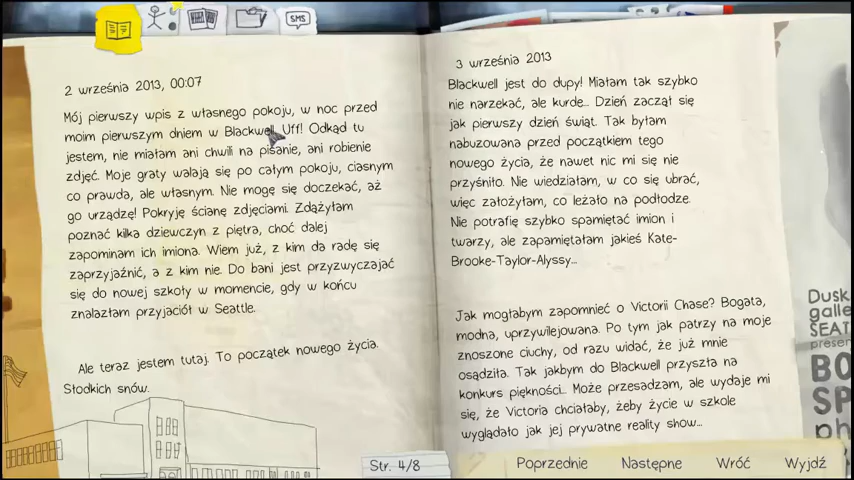 SMS
2 września 2013, 00:07
Mój pierwszy wpis z własnego pokoju, w noc przed
moim pierwszym dniem w Blackwell. Uff! Odkąd tu
jestem, nie miałam ani chwili na pisanie, ani robienie
zdjęć. Moje graty walają się po całym pokoju, ciasnym
co prawda, ale własnym. Nie mogę się doczekać, aż
go urządzę! Pokryję ścianę zdjęciami. Zdążyłam
poznać kilka dziewczyn z piętra, choć dalej
zapominam ich imiona. Wiem już, z kim da radę się
zaprzyjaźnić, a z kim nie. Do bani jest przyzwyczajać
się do nowej szkoły w momencie, gdy w końcu
znalazłam przyjaciół w Seattle.
Ale teraz jestem tutaj. To początek nowego życia.
Słodkich snów.
3 września 2013
Blackwell jest do dupy! Miałam tak szybko
nie narzekać, ale kurde... Dzień zaczął się
jak pierwszy dzień świąt. Tak byłam
nabuzowana przed początkiem tego
nowego życia, że nawet nic mi się nie
przyśniło. Nie wiedziałam, w co się ubrać,
więc założyłam, co leżało na podłodze.
Nie potrafię szybko spamiętać imion i
twarzy, ale zapamiętałam jakieś Kate-
Brooke-Taylor-Alyssy...
Jak mogłabym zapomnieć o Victorii Chase? Bogata,
modna, uprzywilejowana. Po tym jak patrzy na moje
znoszone ciuchy, od razu widać, że już mnie
osądziła. Tak jakbym do Blackwell przyszła na
konkurs piękności... Może przesadzam, ale wydaje mi
się, że Victoria chciałaby, żeby życie w szkole
wyglądało jak jej prywatne reality show...
Dusk
galle
SEAT
presen
BO
SP
ph
Str. 4/8
Poprzednie Następne Wróć Wyjdź